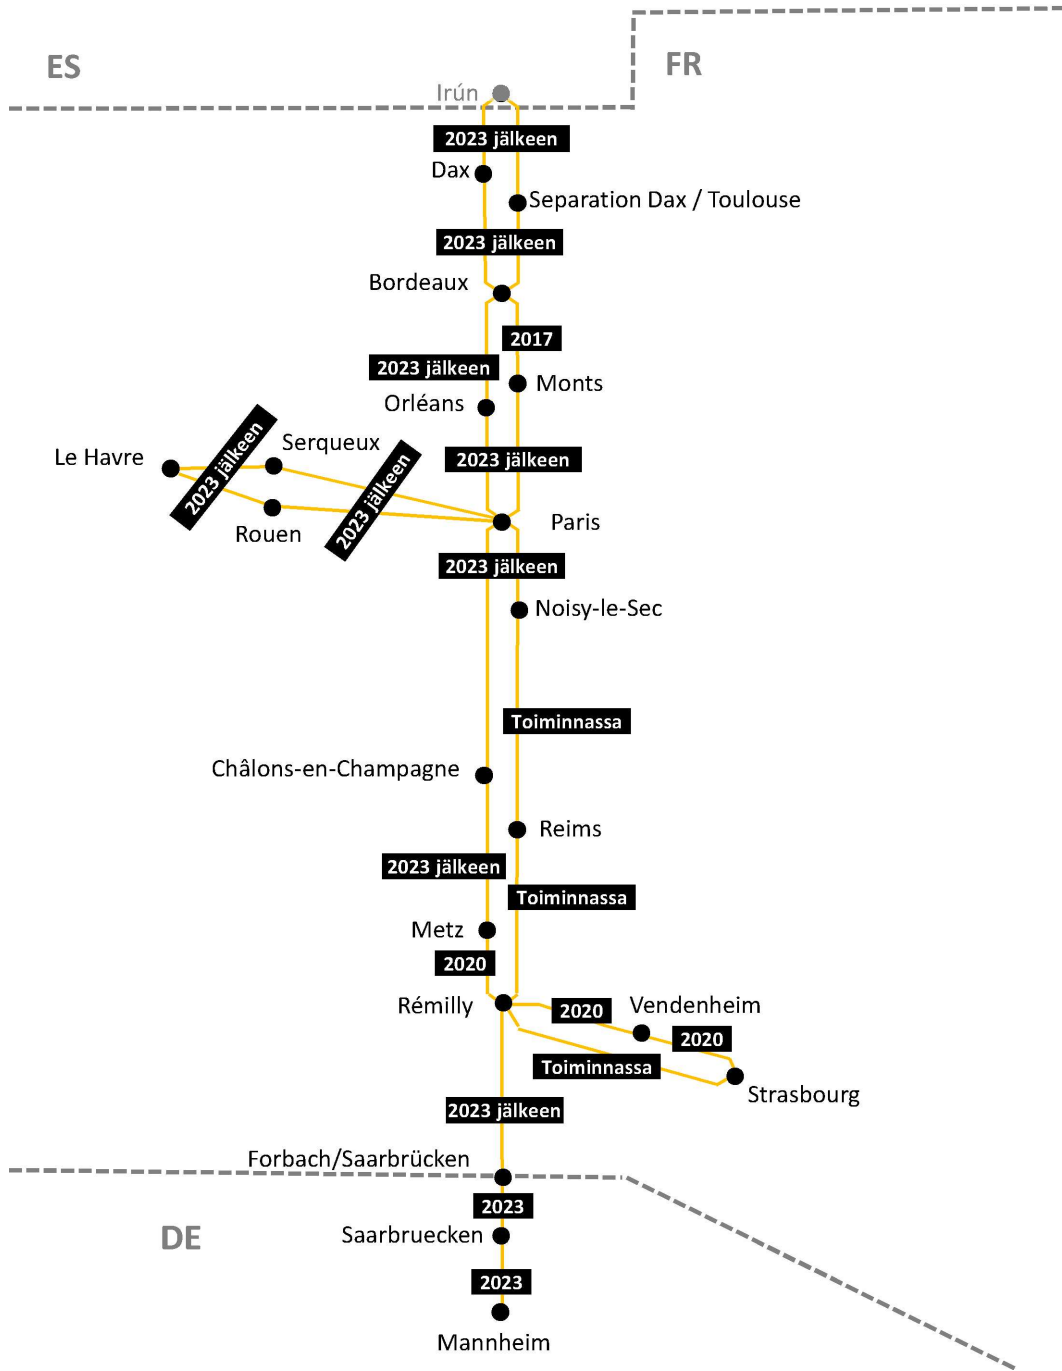 ES
FR
Irún
2023 jälkeen
Dax
Separation Dax / Toulouse
2023 jälkeen
Bordeaux
2017
2023 jälkeen
Monts
Orléans
Serqueux
2023 jälkeen
Le Havre
2023 jälkeen
2023 jälkeen
Rouen
Paris
2023 jälkeen
Noisy-le-Sec
Toiminnassa
Châlons-en-Champagne
Reims
2023 jälkeen
Toiminnassa
Metz
2020
Rémilly
2020
Vendenheim
2020
Toiminnassa
Strasbourg
2023 jälkeen
Forbach/Saarbrücken
2023
DE
Saarbruecken
2023
Mannheim